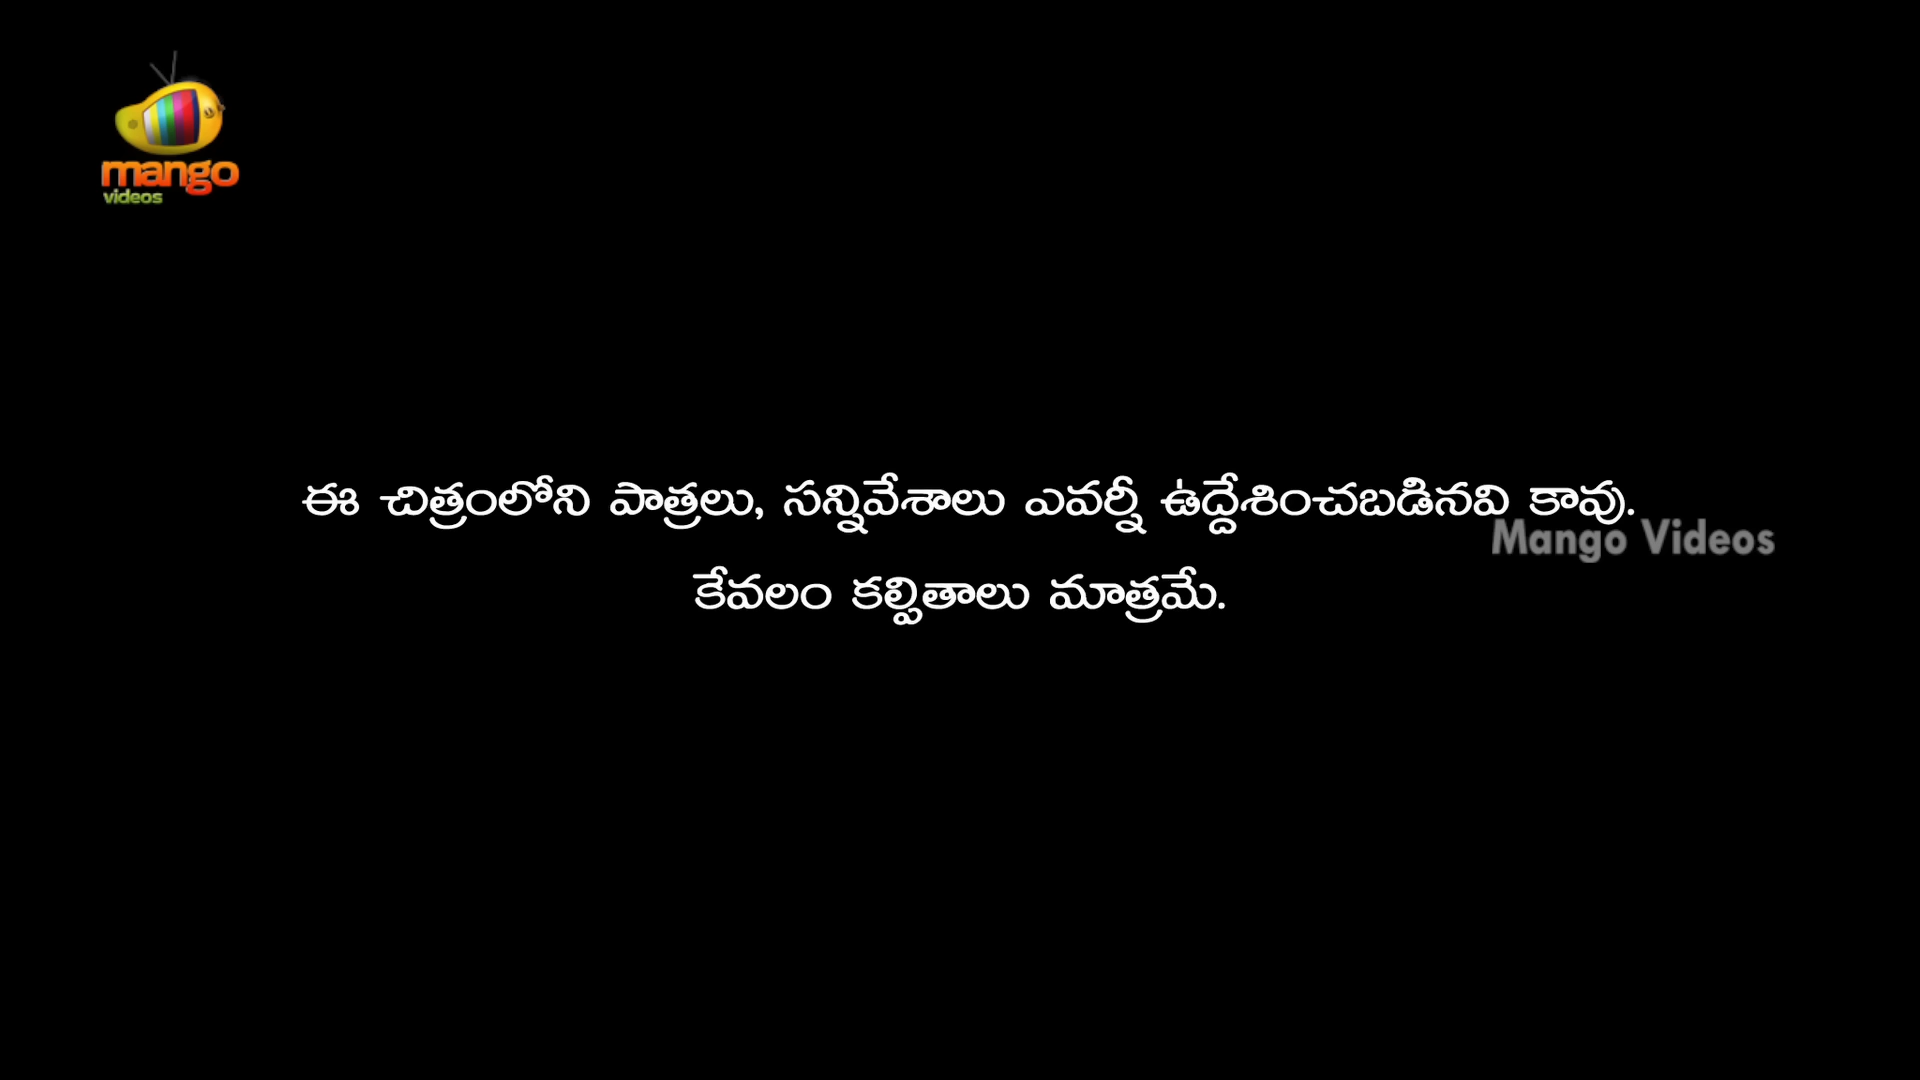 mango
videos
ఈ చిత్రంలోని పాత్రలు, సన్నివేశాలు ఎవర్నీ ఉద్దేశించబడినవి కావు.
Mango Videos
కేవలం కల్పితాలు మాత్రమే.